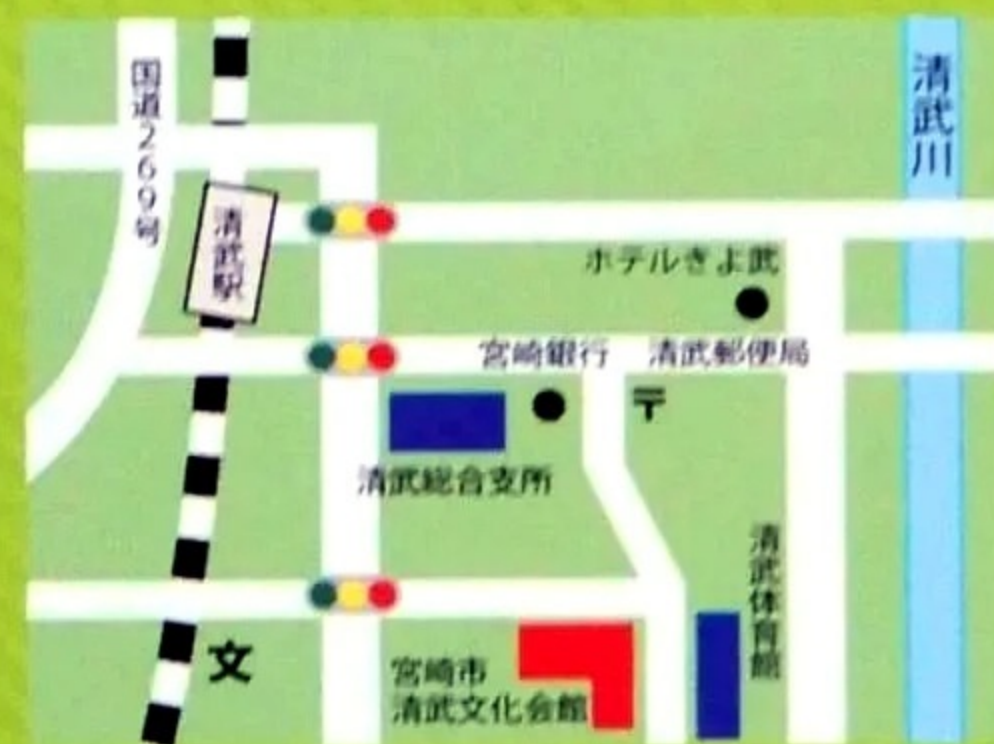 国道269号
清武川
清武駅
ホテルきよ武
宮崎銀行
清武郵便局
〒
清武総合支所
清武体育館
文
宮崎市
清武文化会館